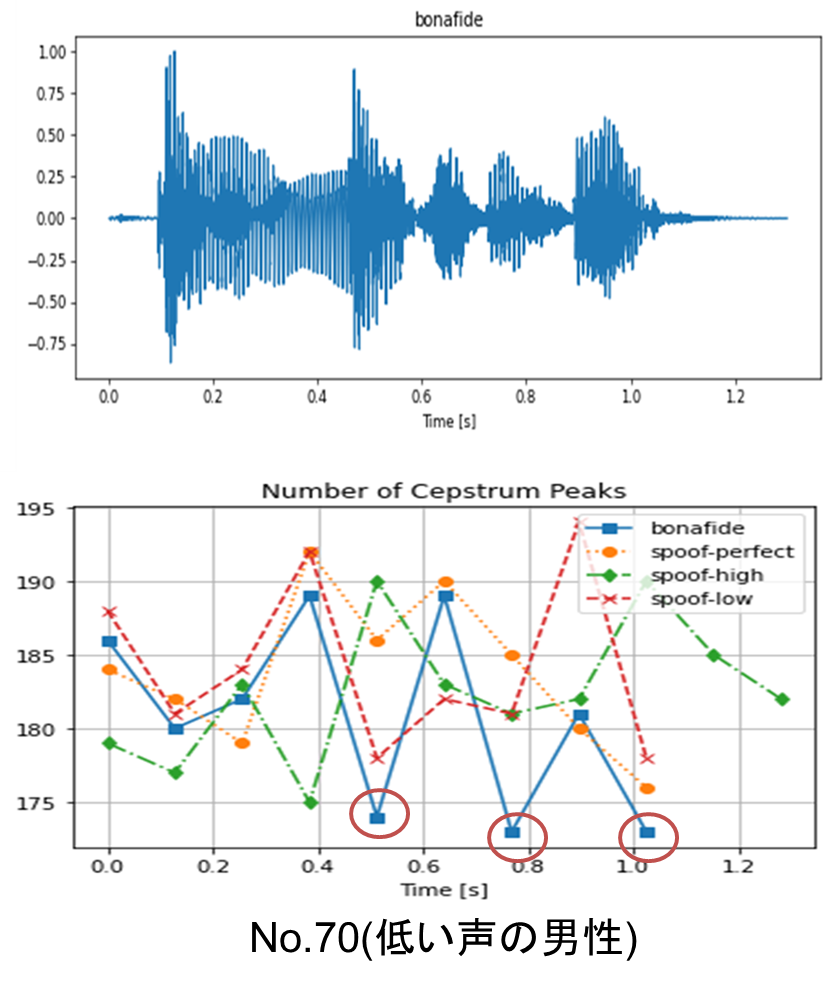 bonafide
1.00
0.75
0.50
0.25
0.00
−0.25
−0.50
−0.75
0.0 0.2 0.4 0.6 0.8 1.0 1.2
Time [s]
Number of Cepstrum Peaks
195
190
185
180
175
bonafide
spoof-perfect
spoof-high
spoof-low
0.0 0.2 0.4 0.6 0.8 1.0 1.2
Time [s]
No.70(低い声の男性)